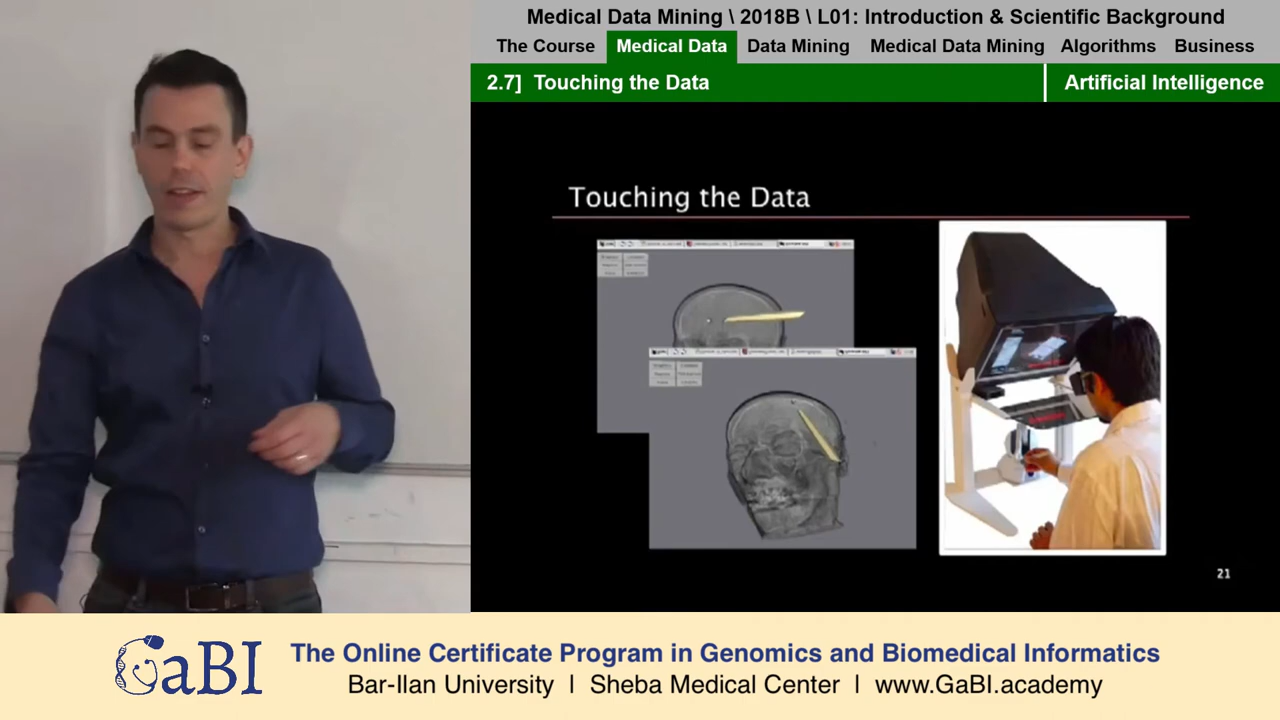 Medical Data Mining \ 2018B \ L01: Introduction & Scientific Background
The Course Medical Data Data Mining Medical Data Mining Algorithms Business
2.7] Touching the Data Artificial Intelligence
Touching the Data
21
GaBI
The Online Certificate Program in Genomics and Biomedical Informatics
Bar-Ilan University | Sheba Medical Center | www.GaBI.academy